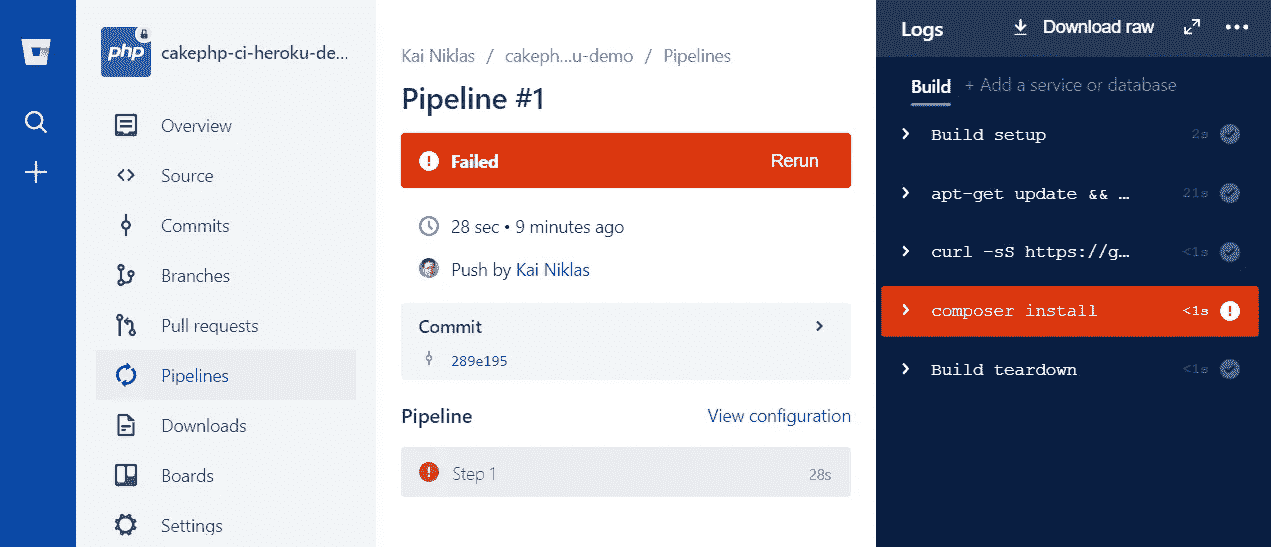 php
cakephp-ci-heroku-de...
Overview
Source
Commits
Branches
Pull requests
Pipelines
Downloads
Boards
Settings
Kai Niklas / cakeph...u-demo / Pipelines
Pipeline #1
Failed
Rerun
28 sec • 9 minutes ago
Push by Kai Niklas
Commit
289e195
Pipeline View configuration
Step 1 28s
Logs Download raw
Build + Add a service or database
Build setup 2s
apt-get update && ... 21s
curl -sS https://g... <1s
composer install <1s
Build teardown <1s